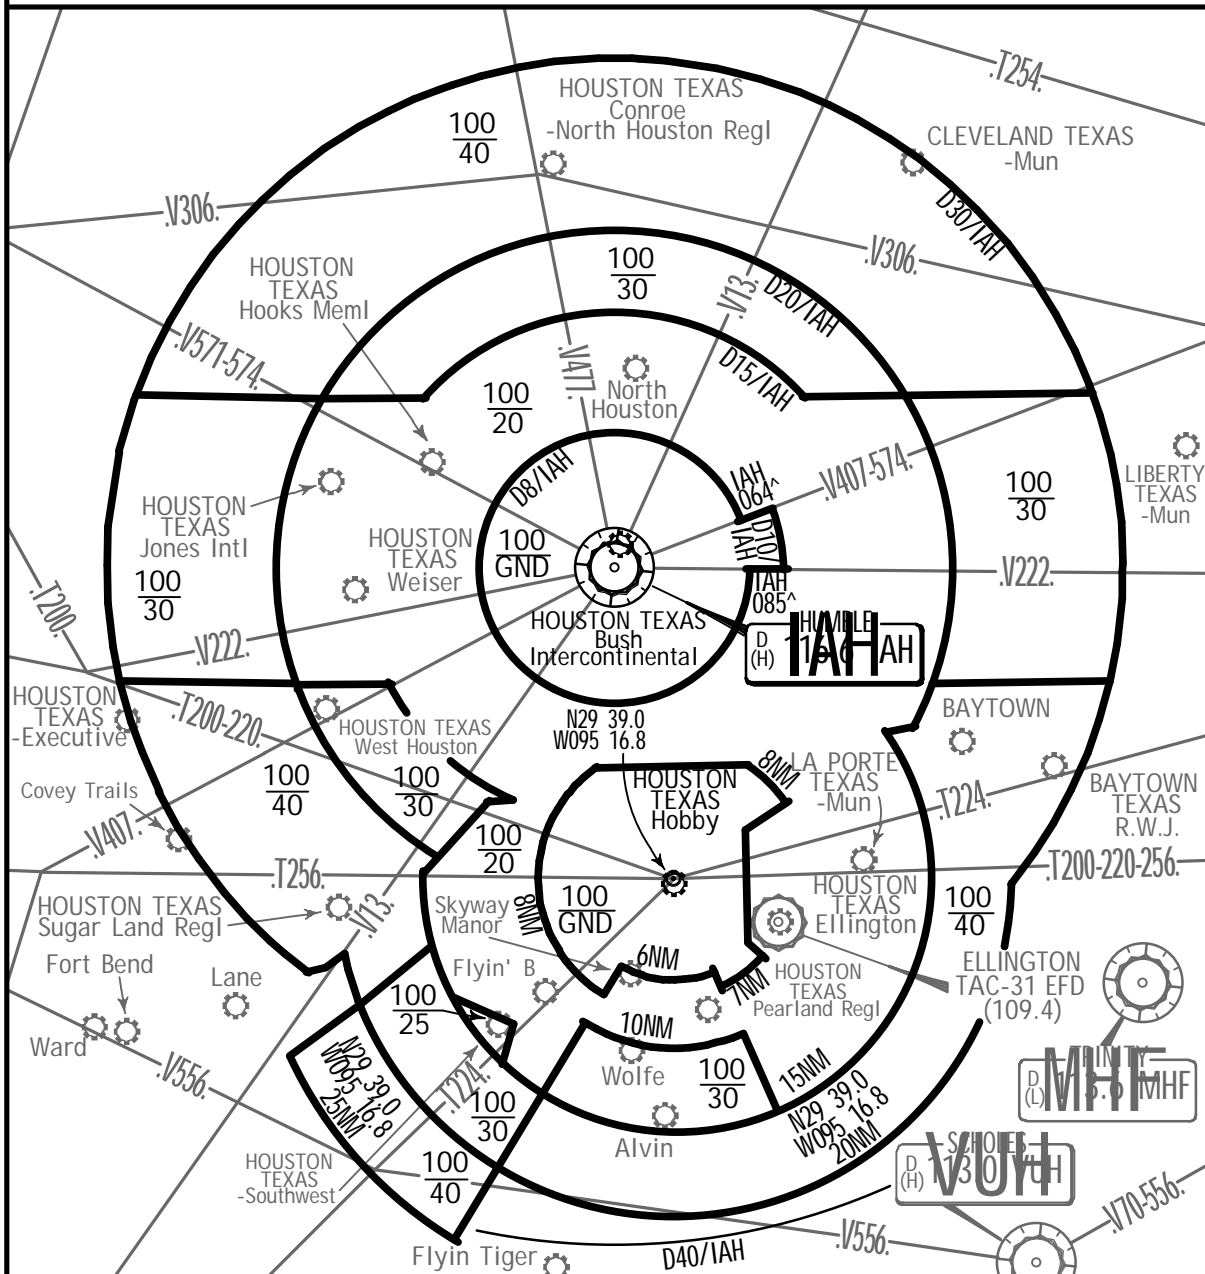 .T254.
HOUSTON TEXAS
Conroe
-North Houston Regl
100
40
CLEVELAND TEXAS
-Mun
D30/IAH
.V306.
.V306.
HOUSTON
TEXAS
Hooks Meml
100
30
.V13.
D20/IAH
.V571-574.
.V477.
D15/IAH
North
Houston
100
20
D8/IAH
IAH
064^
.V407-574.
100
30
LIBERTY
TEXAS
-Mun
HOUSTON
TEXAS
Jones Intl
D10/
IAH
HOUSTON
TEXAS
Weiser
100
GND
100
30
IAH
085^
.V222.
.T200.
HOUSTON TEXAS
Bush
Intercontinental
HUMBLE
D
(H)
IAH
.V222.
HOUSTON
TEXAS
-Executive
.T200-220.
HOUSTON TEXAS
West Houston
N29 39.0
W095 16.8
BAYTOWN
8NM
LA PORTE
TEXAS
-Mun
HOUSTON
TEXAS
Hobby
BAYTOWN
TEXAS
R.W.J.
Covey Trails
100
40
100
30
.T224.
.V407.
100
20
.T256.
.T200-220-256.
HOUSTON TEXAS
Sugar Land Regl
.V13.
Skyway
Manor
8NM
100
GND
HOUSTON
TEXAS
Ellington
100
40
Fort Bend
Lane
Flyin' B
6NM
7NM
HOUSTON
TEXAS
Pearland Regl
ELLINGTON
TAC-31 EFD
(109.4)
100
25
10NM
Ward
.V556.
N29 39.0
W095 16.8
25NM
.T224.
Wolfe
100
30
15NM
N29 39.0
W095 16.8
20NM
TRINITY
D
(L)
MHF
100
30
Alvin
HOUSTON
TEXAS
-Southwest
100
40
SCHOLES
D
(H)
VUH
.V70-556.
.V556.
Flyin Tiger
D40/IAH